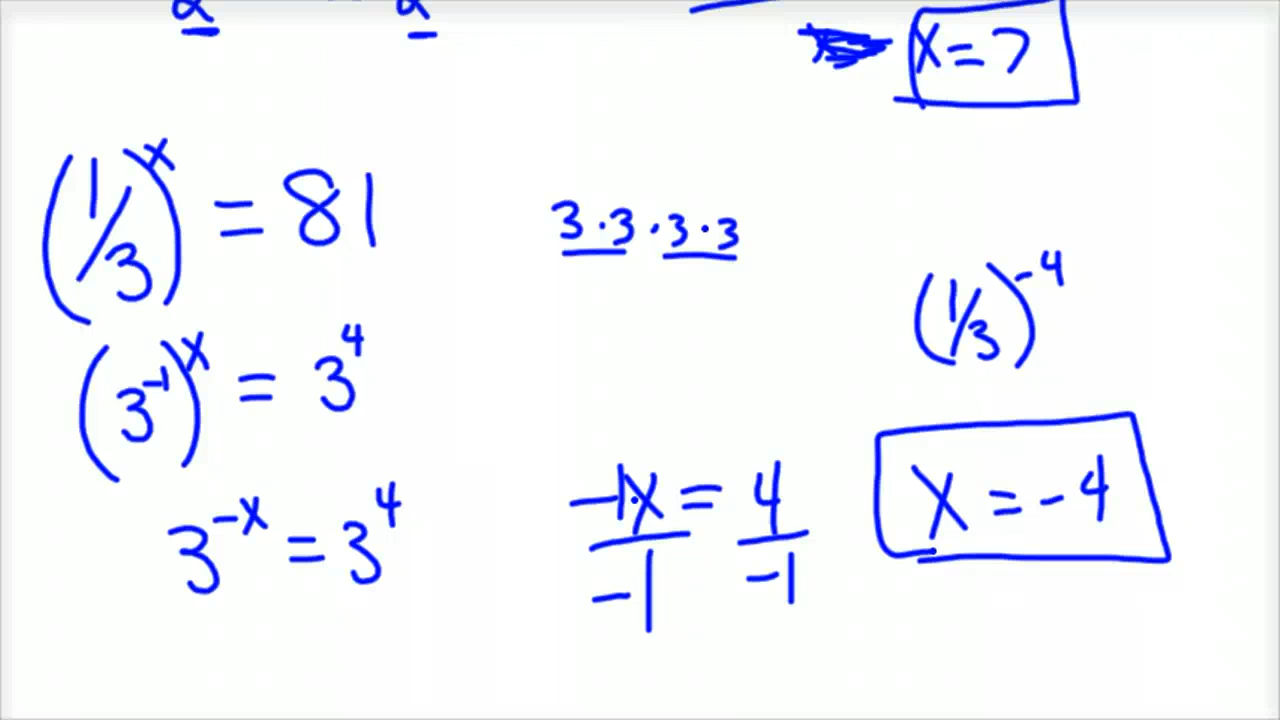 x = 7
(1/3)^x = 81
3 · 3 · 3 · 3
(1/3)^-4
(3^-1)^x = 3^4
-1x = 4
-1 -1
x = -4
3^-x = 3^4